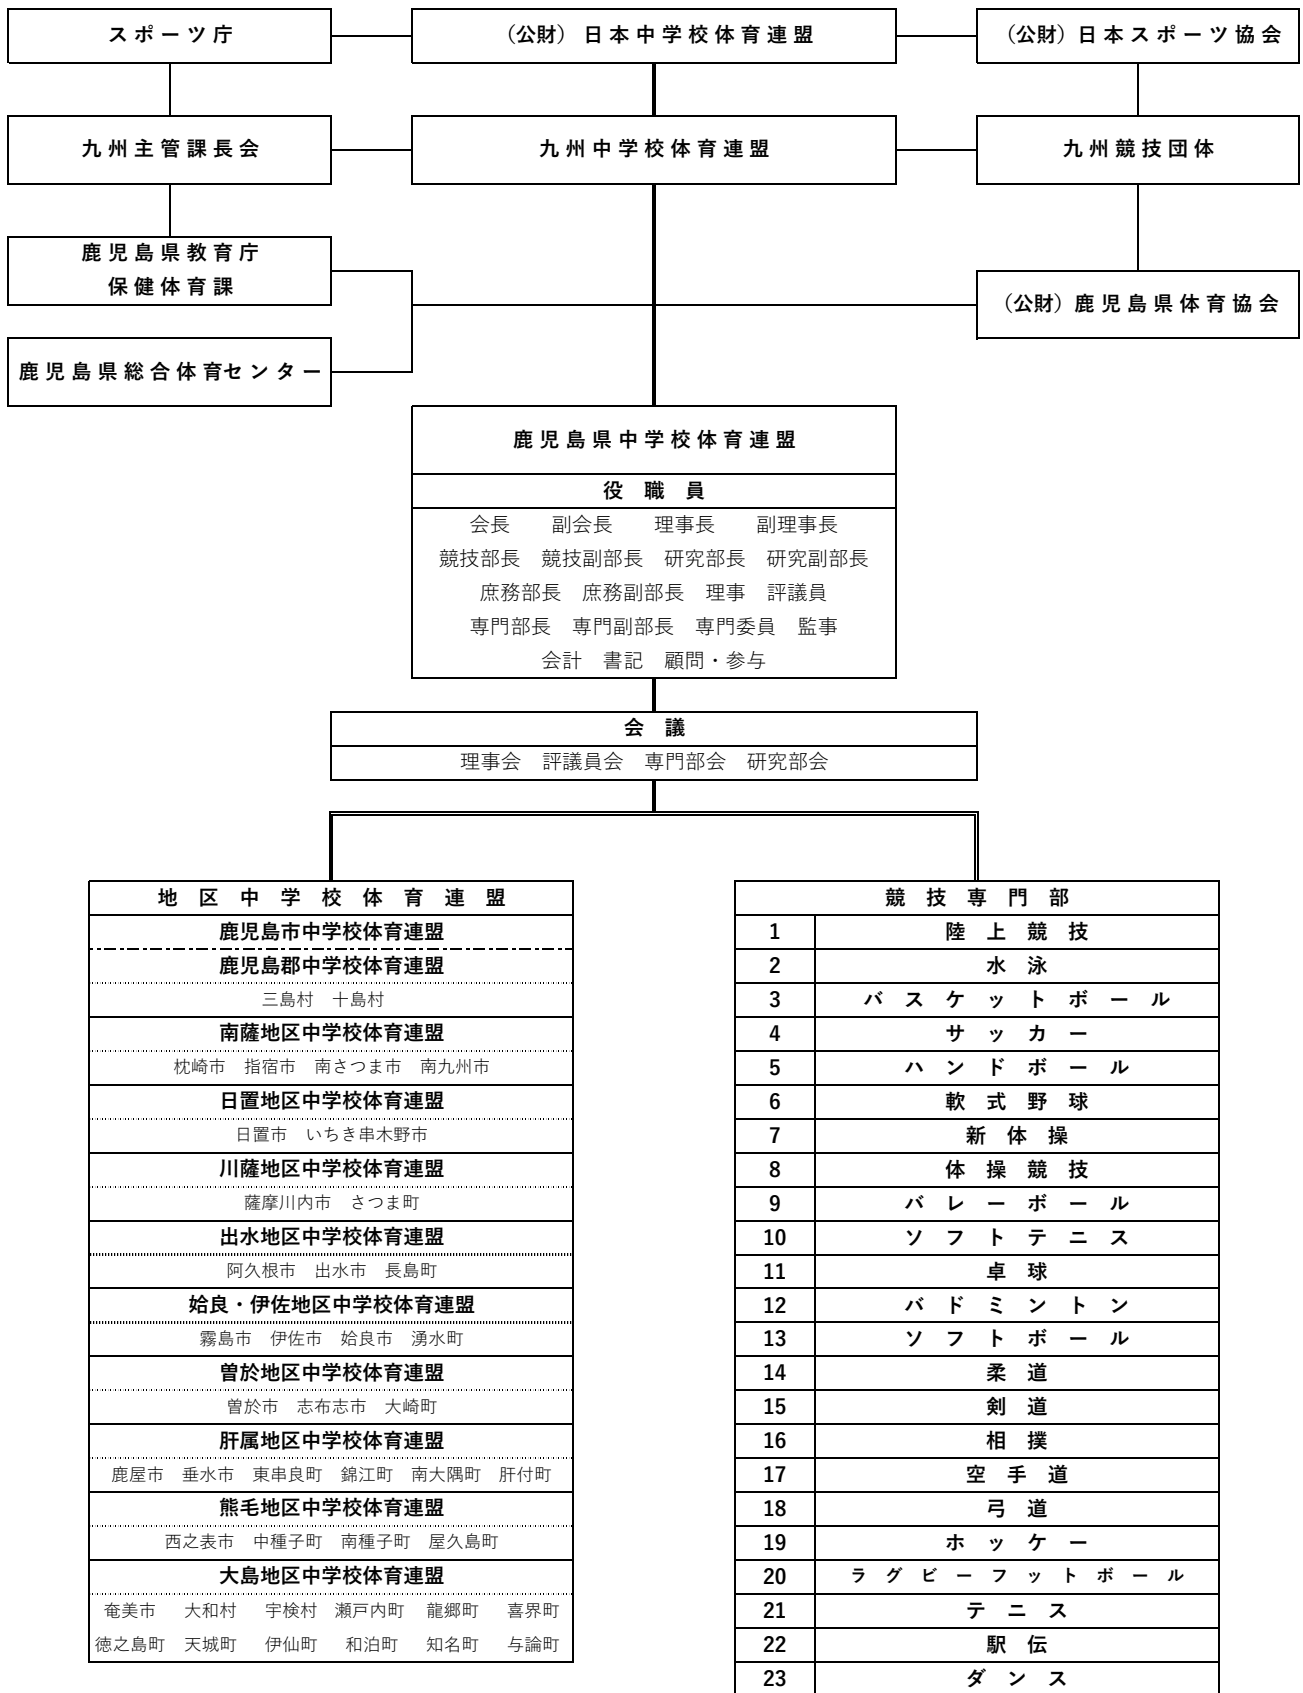 スポーツ庁
（公財）日本中学校体育連盟
（公財）日本スポーツ協会
九州主管課長会
九州中学校体育連盟
九州競技団体
鹿児島県教育庁
保健体育課
（公財）鹿児島県体育協会
鹿児島県総合体育センター
鹿児島県中学校体育連盟
役職員
会長　副会長　理事長　副理事長
競技部長　競技副部長　研究部長　研究副部長
庶務部長　庶務副部長　理事　評議員
専門部長　専門副部長　専門委員　監事
会計　書記　顧問・参与
会議
理事会　評議員会　専門部会　研究部会
地区中学校体育連盟
鹿児島市中学校体育連盟
鹿児島郡中学校体育連盟
三島村　十島村
南薩地区中学校体育連盟
枕崎市　指宿市　南さつま市　南九州市
日置地区中学校体育連盟
日置市　いちき串木野市
川薩地区中学校体育連盟
薩摩川内市　さつま町
出水地区中学校体育連盟
阿久根市　出水市　長島町
姶良・伊佐地区中学校体育連盟
霧島市　伊佐市　姶良市　湧水町
曽於地区中学校体育連盟
曽於市　志布志市　大崎町
肝属地区中学校体育連盟
鹿屋市　垂水市　東串良町　錦江町　南大隅町　肝付町
熊毛地区中学校体育連盟
西之表市　中種子町　南種子町　屋久島町
大島地区中学校体育連盟
奄美市　大和村　宇検村　瀬戸内町　龍郷町　喜界町
徳之島町　天城町　伊仙町　和泊町　知名町　与論町
競技専門部
1　陸上競技
2　水泳
3　バスケットボール
4　サッカー
5　ハンドボール
6　軟式野球
7　新体操
8　体操競技
9　バレーボール
10　ソフトテニス
11　卓球
12　バドミントン
13　ソフトボール
14　柔道
15　剣道
16　相撲
17　空手道
18　弓道
19　ホッケー
20　ラグビーフットボール
21　テニス
22　駅伝
23　ダンス